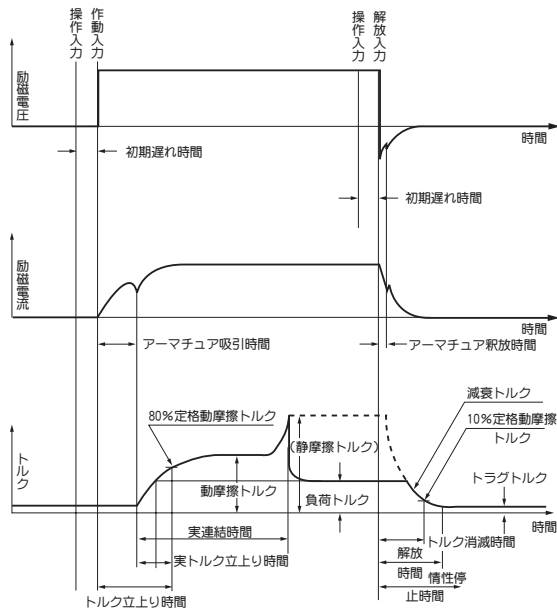 操作入力
作動入力
操作入力
解放入力
励磁電圧
時間
初期遅れ時間
初期遅れ時間
励磁電流
時間
アーマチュア吸引時間
アーマチュア釈放時間
減衰トルク
80%定格動摩擦トルク
10%定格動摩擦
トルク
(静摩擦トルク)
トルク
動摩擦トルク
負荷トルク
トラグトルク
時間
実連結時間
トルク消滅時間
実トルク立上り時間
解放
時間
情性停
止時間
トルク立上り時間